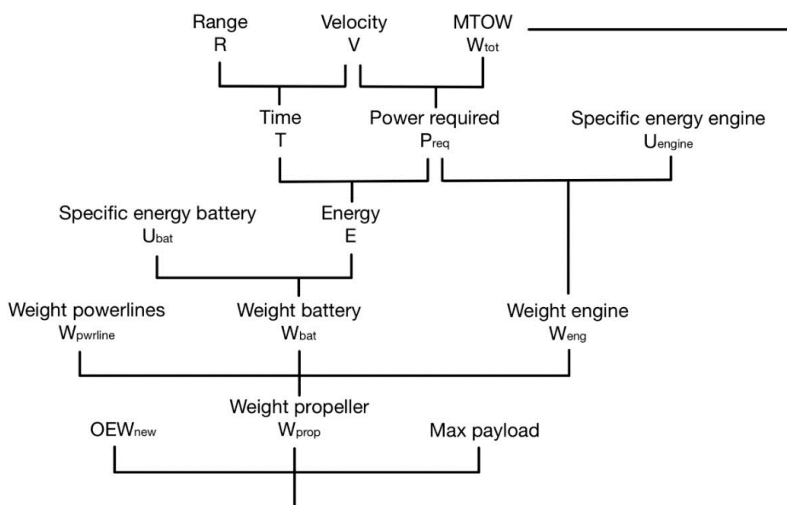 Range
R
Velocity
V
MTOW
Wtot
Time
T
Power required
Preq
Specific energy engine
Uengine
Specific energy battery
Ubat
Energy
E
Weight powerlines
Wpwrline
Weight battery
Wbat
Weight engine
Weng
OEWnew
Weight propeller
Wprop
Max payload